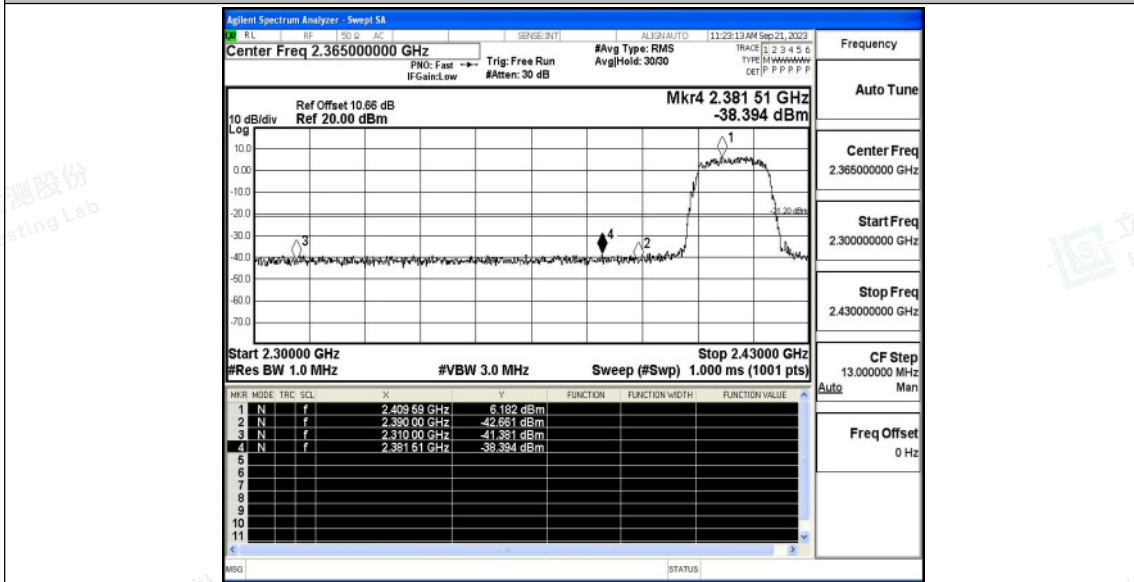 Agilent Spectrum Analyzer - Swept SA
RL RF 50 Ω AC SENSE:INT ALIGNAUTO 11:23:13 AM Sep 21, 2023
Center Freq 2.365000000 GHz
PNO: Fast
IFGain:Low
Trig: Free Run
#Atten: 30 dB
#Avg Type: RMS
Avg|Hold: 30/30
TRACE 1 2 3 4 5 6
TYPE M WWWWW
DET P P P P P P
Ref Offset 10.66 dB
10 dB/div Ref 20.00 dBm
Log
Mkr4 2.381 51 GHz
-38.394 dBm
10.0
0.00
-10.0
-20.0
-30.0
-40.0
-50.0
-60.0
-70.0
1
2
3
4
-21.20 dBm
Start 2.30000 GHz Stop 2.43000 GHz
#Res BW 1.0 MHz #VBW 3.0 MHz Sweep (#Swp) 1.000 ms (1001 pts)
MKR MODE TRC SCL X Y FUNCTION FUNCTION WIDTH FUNCTION VALUE
1 N f 2.409 59 GHz 6.182 dBm
2 N f 2.390 00 GHz -42.661 dBm
3 N f 2.310 00 GHz -41.381 dBm
4 N f 2.381 51 GHz -38.394 dBm
5
6
7
8
9
10
11
MSG STATUS
Frequency
Auto Tune
Center Freq
2.365000000 GHz
Start Freq
2.300000000 GHz
Stop Freq
2.430000000 GHz
CF Step
13.000000 MHz
Auto Man
Freq Offset
0 Hz
测股份
sting Lab
立